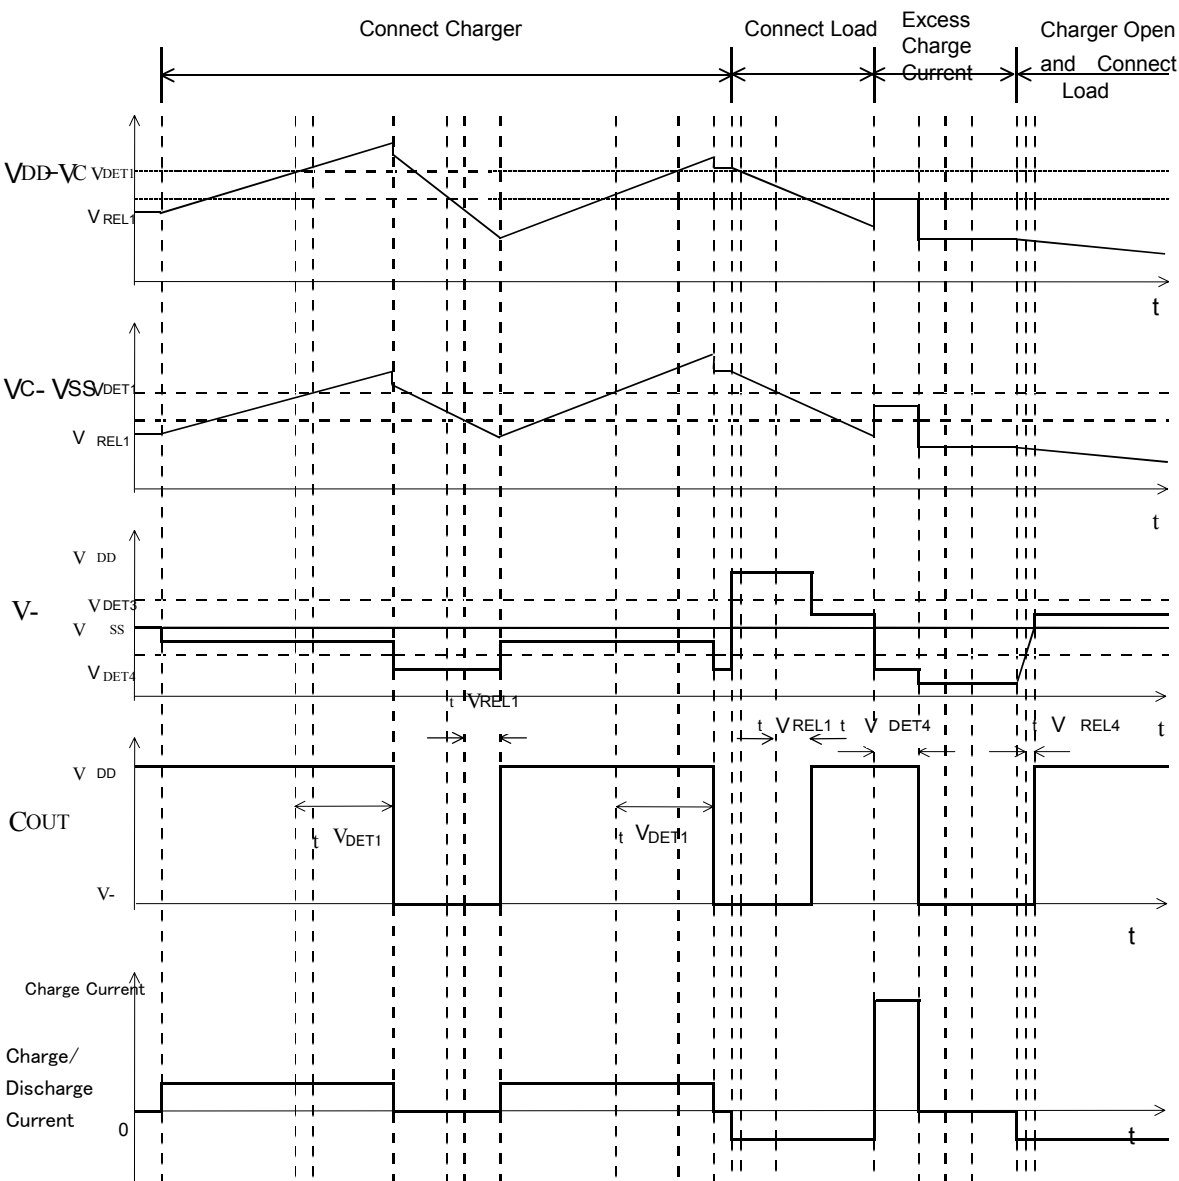 Connect Charger
Connect Load
Excess
Charge
Current
Charger Open
and Connect
Load
VDD-VC VDET1
VREL1
t
VC- VSS VDET1
V REL1
t
V DD
V-
VDET3
V SS
VDET4
t VREL1
t VREL1
t V DET4
t V REL4
t
V DD
COUT
t VDET1
t VDET1
V-
t
Charge Current
Charge/
Discharge
Current
0
t